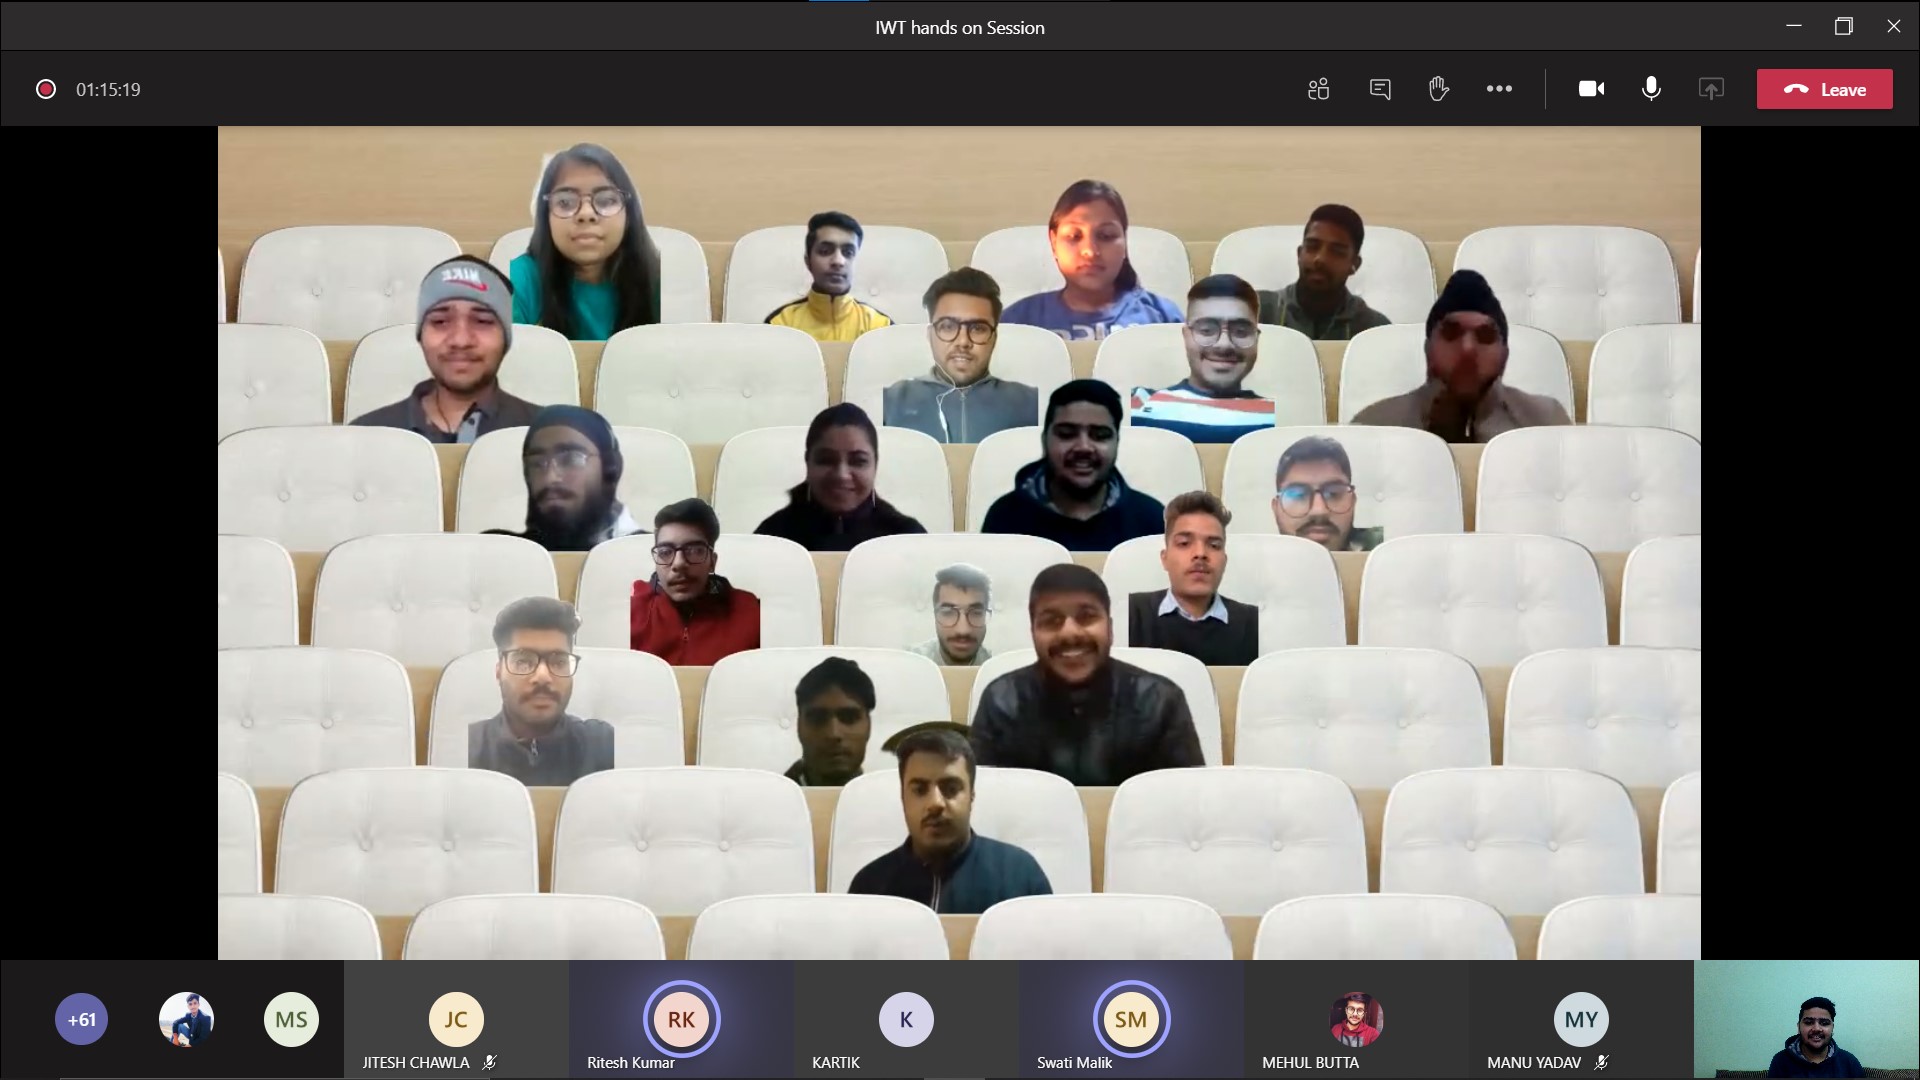 IWT hands on Session
01:15:19
Leave
+61
MS
JC
RK
K
SM
MY
JITESH CHAWLA
Ritesh Kumar
KARTIK
Swati Malik
MEHUL BUTTA
MANU YADAV